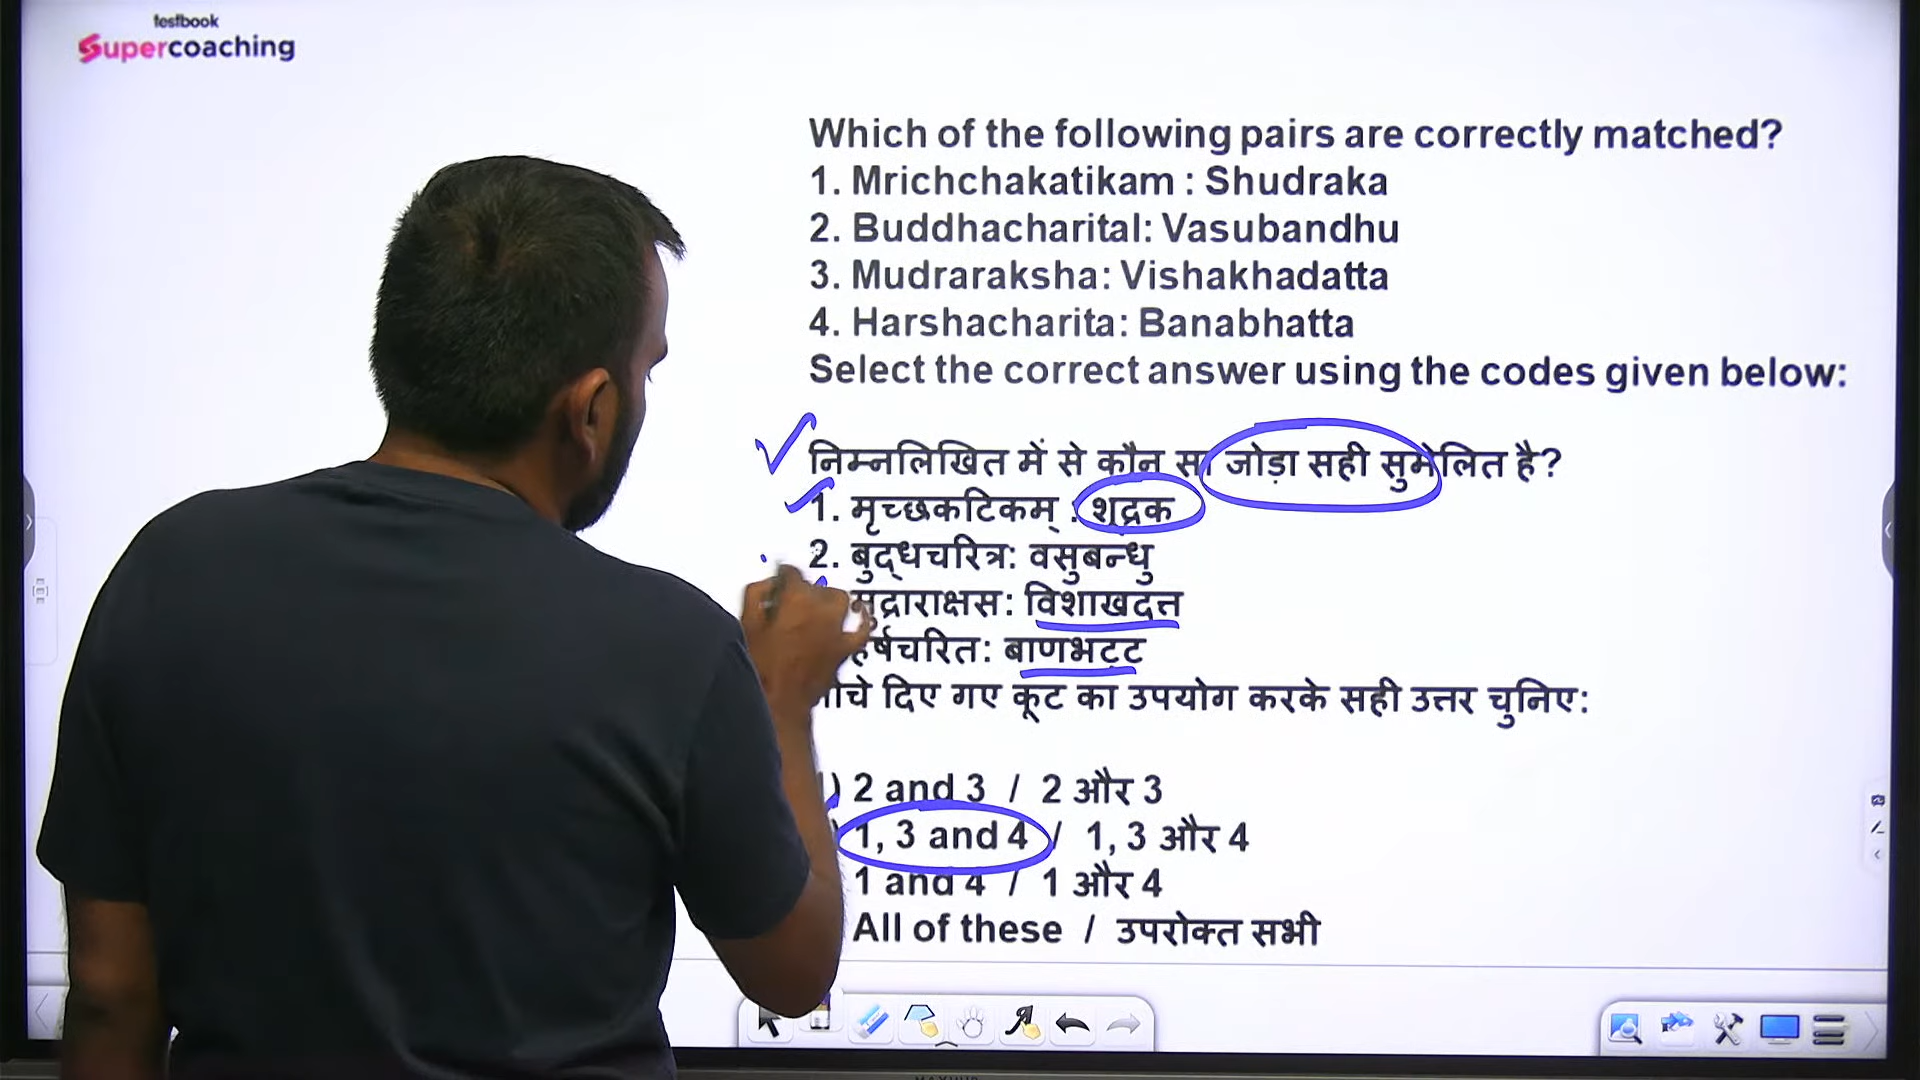 testbook
Supercoaching
Which of the following pairs are correctly matched?
1. Mrichchakatikam : Shudraka
2. Buddhacharital: Vasubandhu
3. Mudraraksha: Vishakhadatta
4. Harshacharita: Banabhatta
Select the correct answer using the codes given below:
निम्नलिखित में से कौन सा जोड़ा सही सुमेलित है?
1. मृच्छकटिकम् : शूद्रक
2. बुद्धचरित्र: वसुबन्धु
मुद्राराक्षस: विशाखदत्त
हर्षचरित: बाणभट्ट
दिए गए कूट का उपयोग करके सही उत्तर चुनिए:
2 and 3 / 2 और 3
1, 3 and 4 / 1, 3 और 4
1 and 4 / 1 और 4
All of these / उपरोक्त सभी